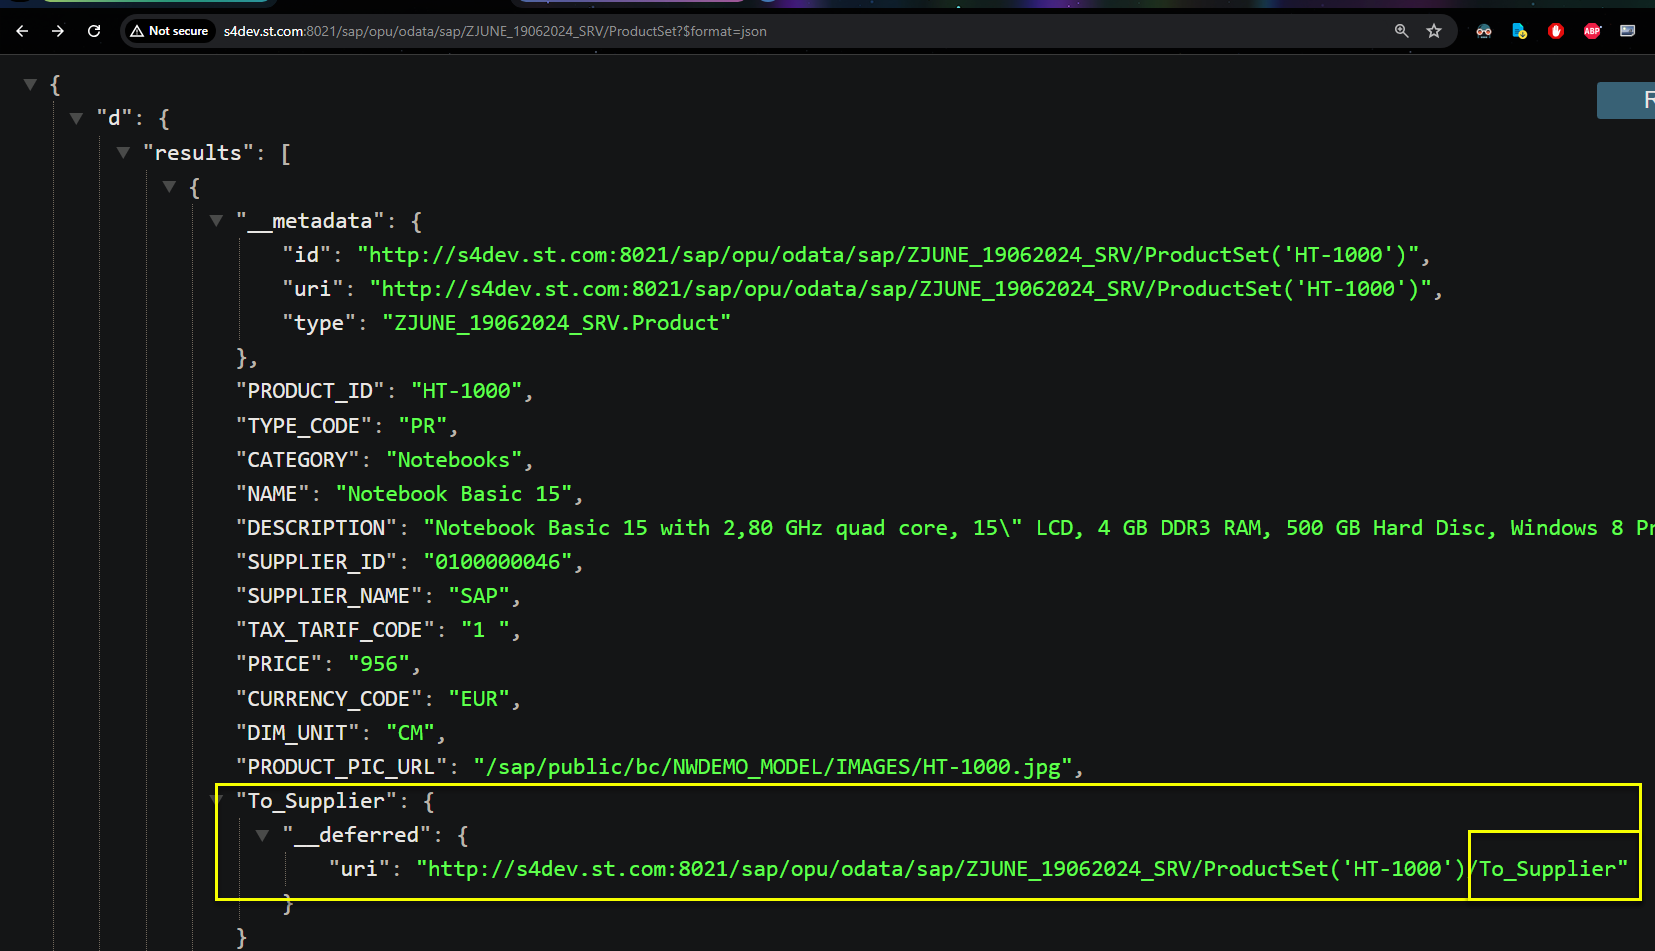 Not secure s4dev.st.com:8021/sap/opu/odata/sap/ZJUNE_19062024_SRV/ProductSet?$format=json ABP
{
"d": {
"results": [
{
"__metadata": {
"id": "http://s4dev.st.com:8021/sap/opu/odata/sap/ZJUNE_19062024_SRV/ProductSet('HT-1000')",
"uri": "http://s4dev.st.com:8021/sap/opu/odata/sap/ZJUNE_19062024_SRV/ProductSet('HT-1000')",
"type": "ZJUNE_19062024_SRV.Product"
},
"PRODUCT_ID": "HT-1000",
"TYPE_CODE": "PR",
"CATEGORY": "Notebooks",
"NAME": "Notebook Basic 15",
"DESCRIPTION": "Notebook Basic 15 with 2,80 GHz quad core, 15\" LCD, 4 GB DDR3 RAM, 500 GB Hard Disc, Windows 8 Pr
"SUPPLIER_ID": "0100000046",
"SUPPLIER_NAME": "SAP",
"TAX_TARIF_CODE": "1 ",
"PRICE": "956",
"CURRENCY_CODE": "EUR",
"DIM_UNIT": "CM",
"PRODUCT_PIC_URL": "/sap/public/bc/NWDEMO_MODEL/IMAGES/HT-1000.jpg",
"To_Supplier": {
"__deferred": {
"uri": "http://s4dev.st.com:8021/sap/opu/odata/sap/ZJUNE_19062024_SRV/ProductSet('HT-1000')/To_Supplier"
}
}